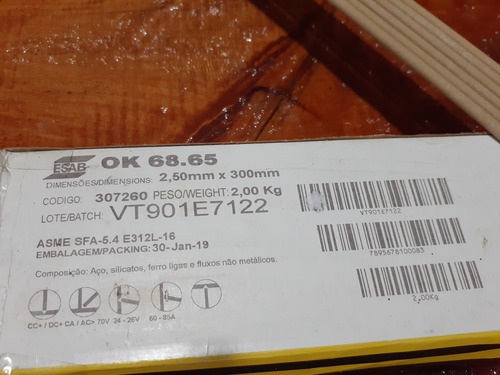 ESAB OK 68.65
DIMENSÕES/DIMENSIONS: 2,50mm x 300mm
CODIGO: 307260 PESO/WEIGHT: 2,00 Kg
LOTE/BATCH: VT901E7122
VT901E7122
ASME SFA-5.4 E312L-16
EMBALAGEM/PACKING: 30-Jan-19
7895678100083
Composição: Aço, silicatos, ferro ligas e fluxos não metálicos.
2,00Kg
CC+ / DC+ CA / AC> 70V 24 - 26V 60 - 85A